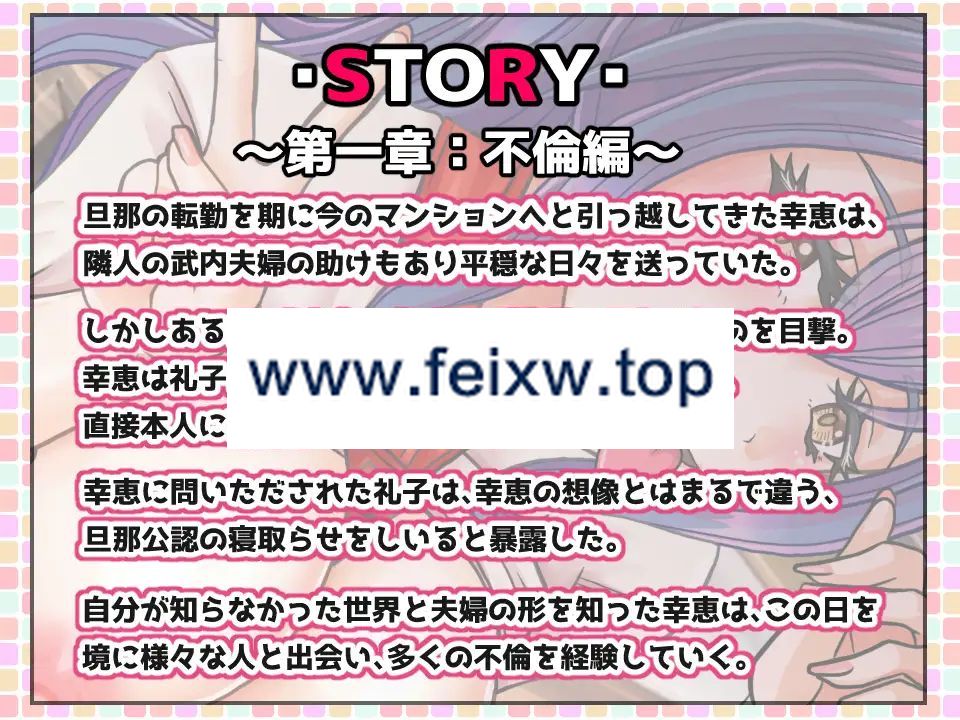 ・STORY・
～第一章：不倫編～
旦那の転勤を期に今のマンションへと引っ越してきた幸恵は、
隣人の武内夫婦の助けもあり平穏な日々を送っていた。
しかしある のを目撃。
幸恵は礼子
直接本人に
www.feixw.top
幸恵に問いただされた礼子は、幸恵の想像とはまるで違う、
旦那公認の寝取らせをしいると暴露した。
自分が知らなかった世界と夫婦の形を知った幸恵は、この日を
境に様々な人と出会い、多くの不倫を経験していく。